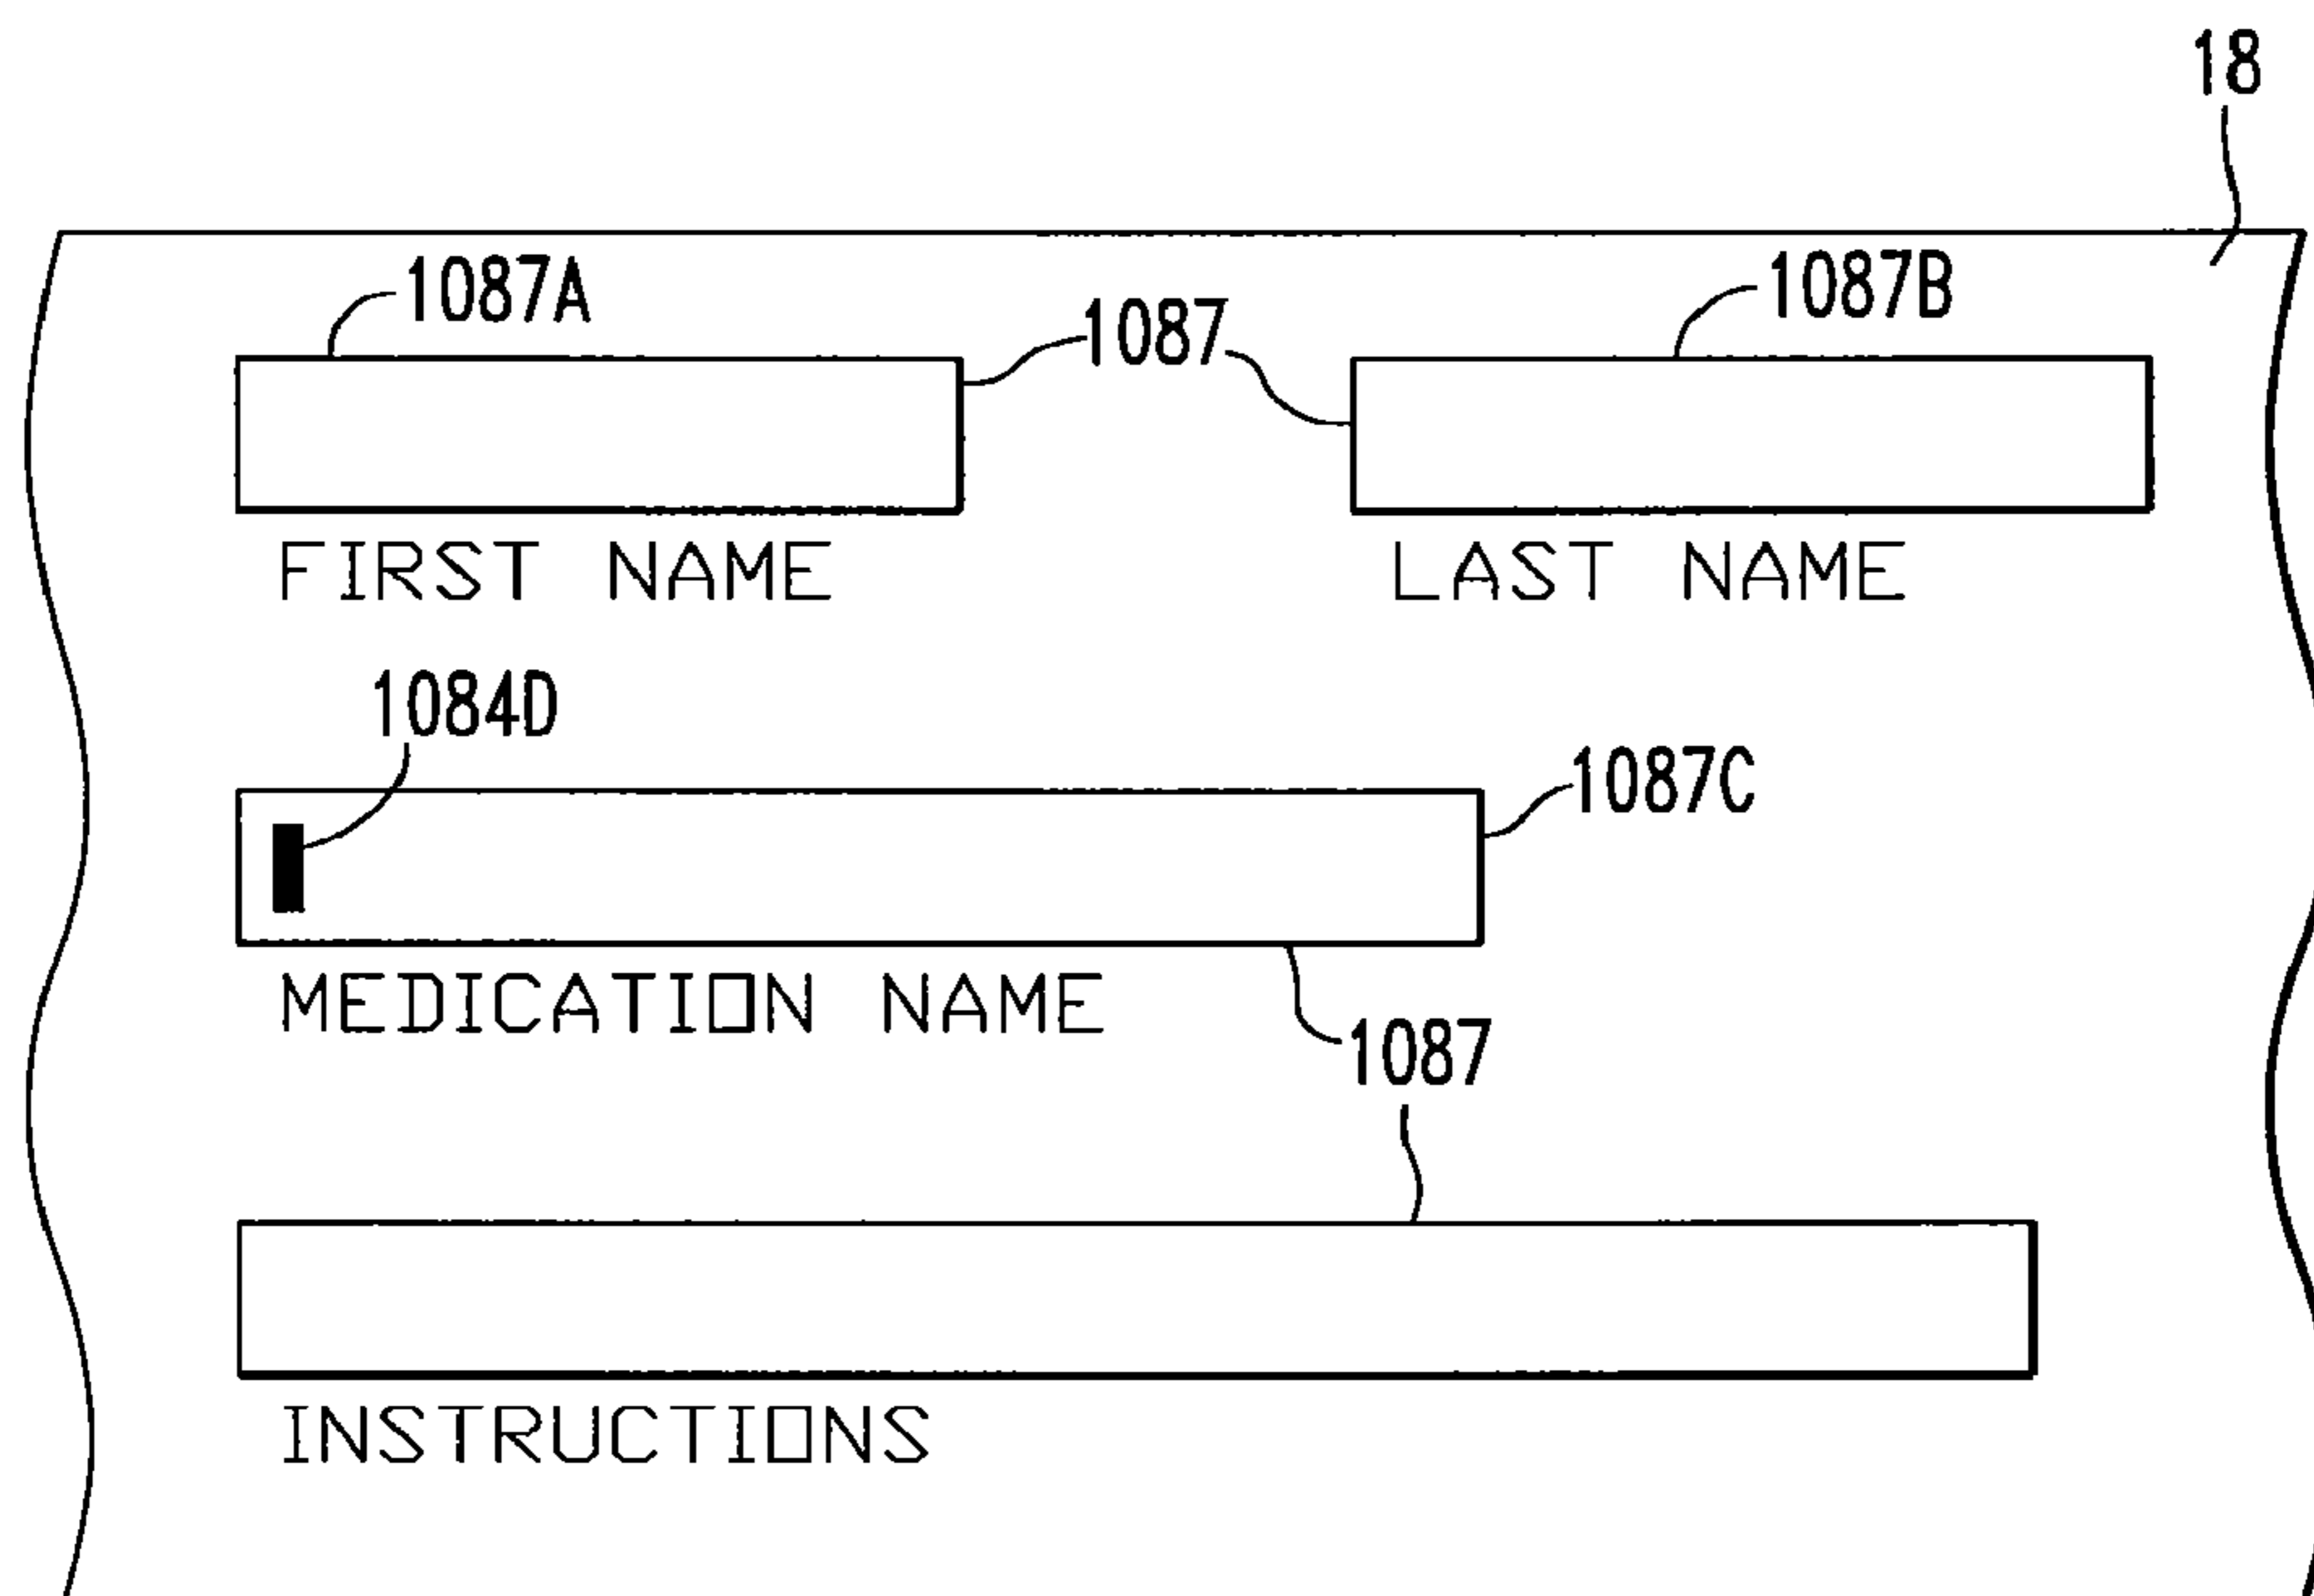 18
1087A 1087 1087B
FIRST NAME LAST NAME
1084D
1087C
MEDICATION NAME
1087
INSTRUCTIONS